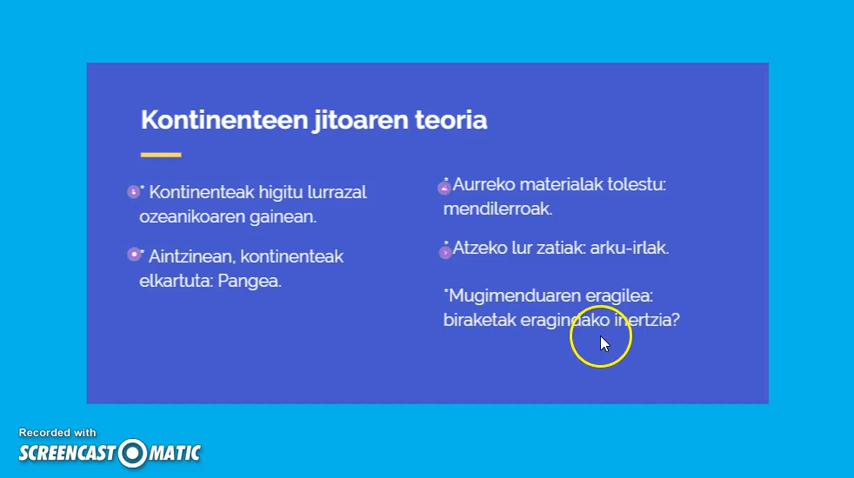 Kontinenteen jitoaren teoria
* Kontinenteak higitu lurrazal
ozeanikoaren gainean.
* Aintzinean, kontinenteak
elkartuta: Pangea.
* Aurreko materialak tolestu:
mendilerroak.
* Atzeko lur zatiak: arku-irlak.
*Mugimenduaren eragilea:
biraketak eragindako inertzia?
Recorded with
SCREENCAST-O-MATIC